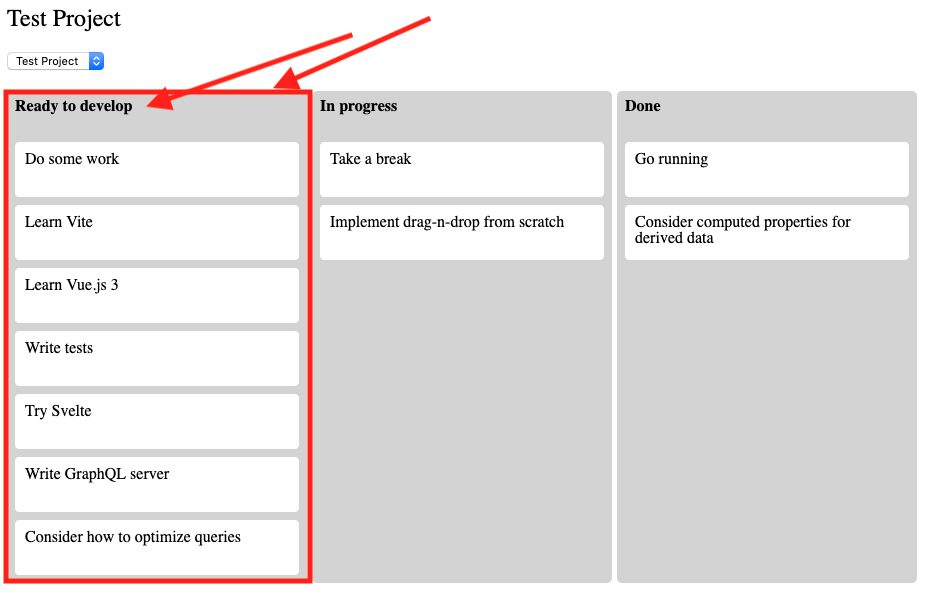 Test Project
Test Project
Ready to develop
Do some work
Learn Vite
Learn Vue.js 3
Write tests
Try Svelte
Write GraphQL server
Consider how to optimize queries
In progress
Take a break
Implement drag-n-drop from scratch
Done
Go running
Consider computed properties for
derived data